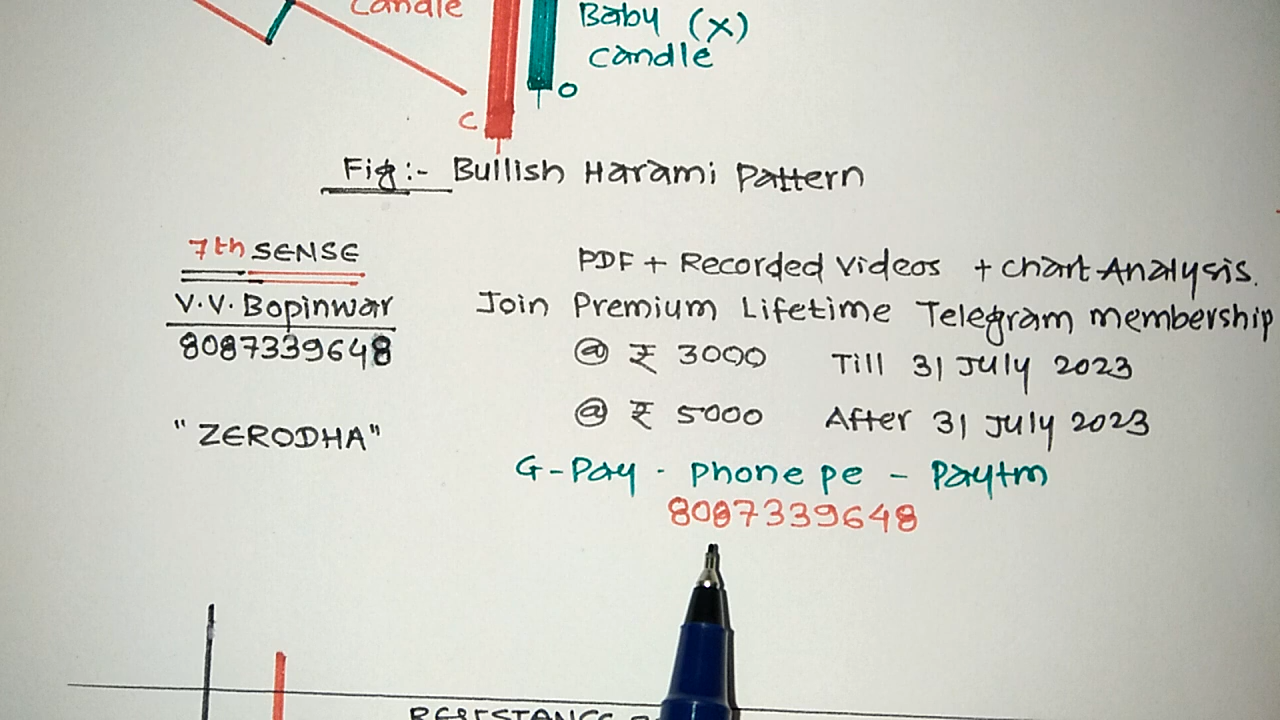 Candle
Baby (x)
candle
O
C
Fig:- Bullish Harami Pattern
7th SENSE
V.V. Bopinwar
8087339648
"ZERODHA"
PDF + Recorded Videos + chart Analysis.
Join Premium Lifetime Telegram membership
@ ₹ 3000 Till 31 July 2023
@ ₹ 5000 After 31 July 2023
G-Pay - Phone pe - Paytm
8087339648
RESISTANCE